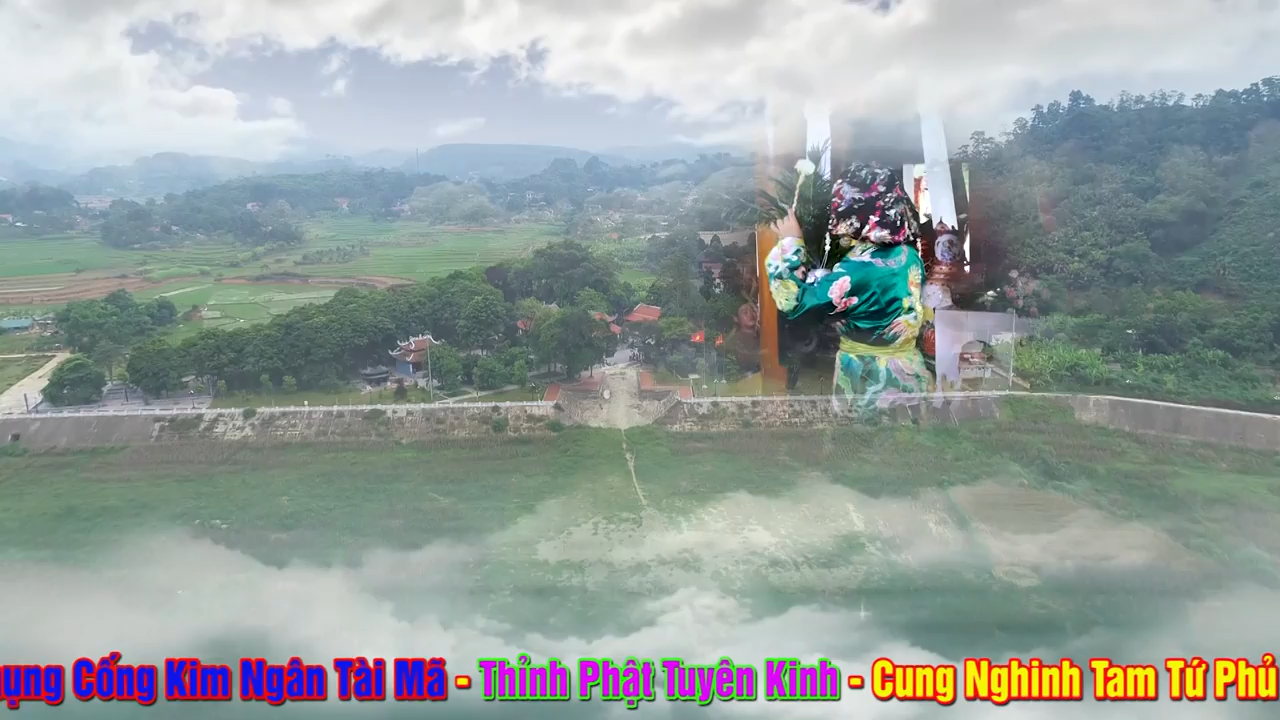 Cống Kim Ngân Tài Mã - Thỉnh Phật Tuyên Kinh - Cung Nghinh Tam Tứ Phủ